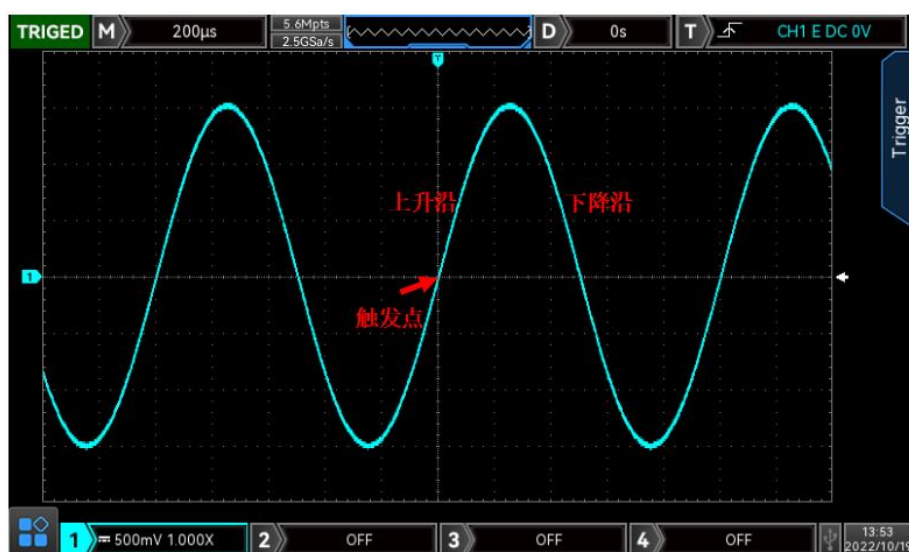 TRIGED M 200μs 5.6Mpts D 0s T CH1 E DC 0V
2.5GSa/s
T
Trigger
上升沿 下降沿
1
触发点
1 500mV 1.000X 2 OFF 3 OFF 4 OFF 13:53
2022/10/19